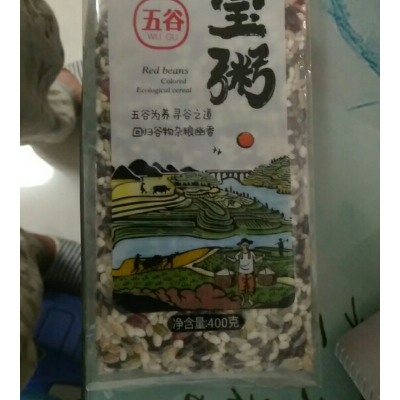 五谷
WU GU
宝粥
Red beans
Colored
Ecological cereal
五谷为养 寻谷之道
回归谷物杂粮幽香
净含量:400克